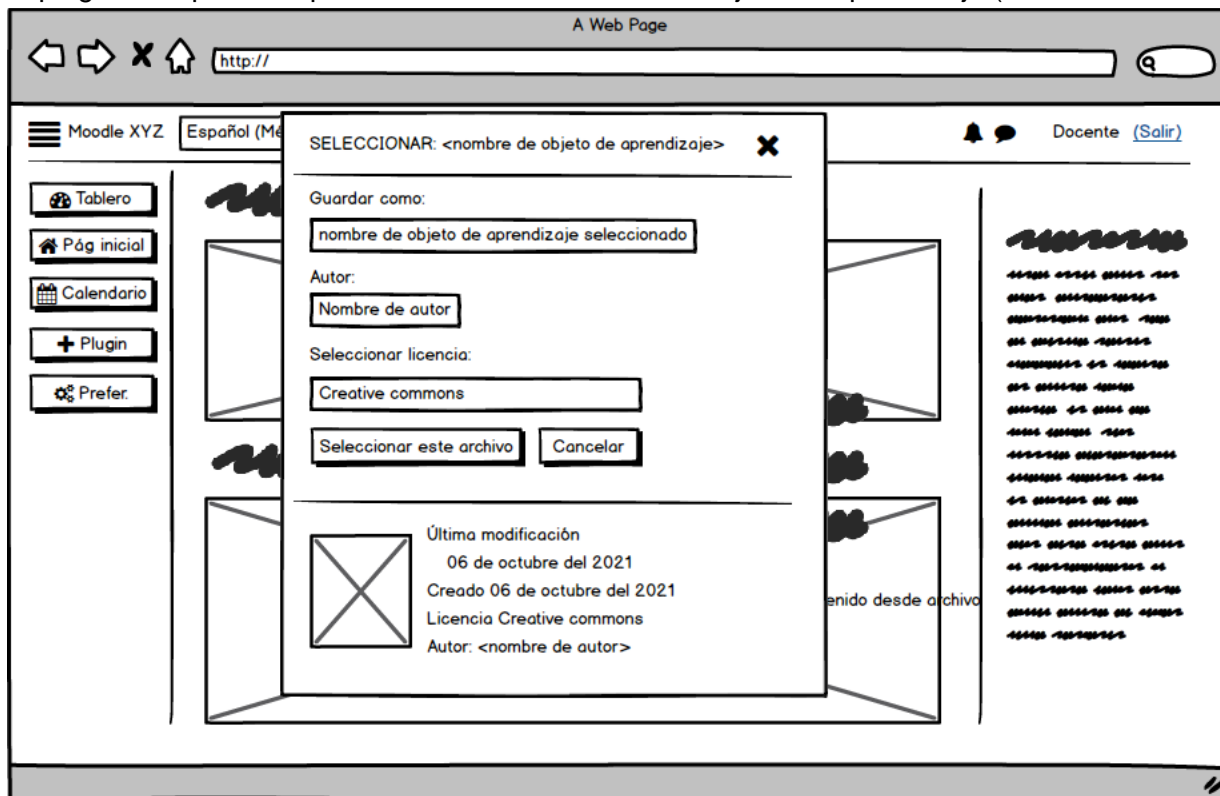 A Web Page
http://
Moodle XYZ
Español (Mé
Docente (Salir)
Tablero
Pág inicial
Calendario
Plugin
Prefer.
SELECCIONAR: <nombre de objeto de aprendizaje>
Guardar como:
nombre de objeto de aprendizaje seleccionado
Autor:
Nombre de autor
Seleccionar licencia:
Creative commons
Seleccionar este archivo
Cancelar
Última modificación
06 de octubre del 2021
Creado 06 de octubre del 2021
Licencia Creative commons
Autor: <nombre de autor>
enido desde archivo